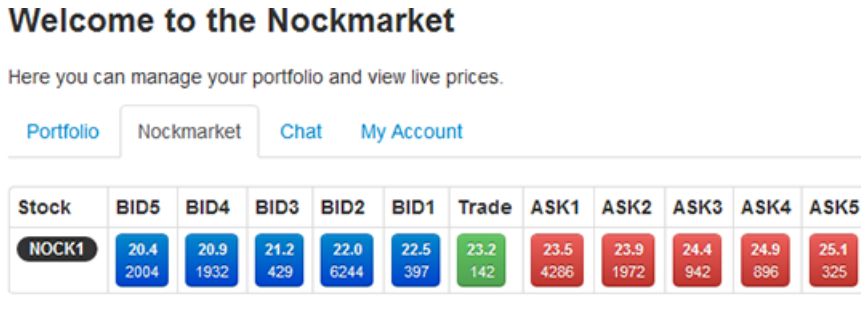 Welcome to the Nockmarket
Here you can manage your portfolio and view live prices.
Portfolio Nockmarket Chat My Account
Stock BID5 BID4 BID3 BID2 BID1 Trade ASK1 ASK2 ASK3 ASK4 ASK5
NOCK1 20.4 20.9 21.2 22.0 22.5 23.2 23.5 23.9 24.4 24.9 25.1
2004 1932 429 6244 397 142 4286 1972 942 896 325